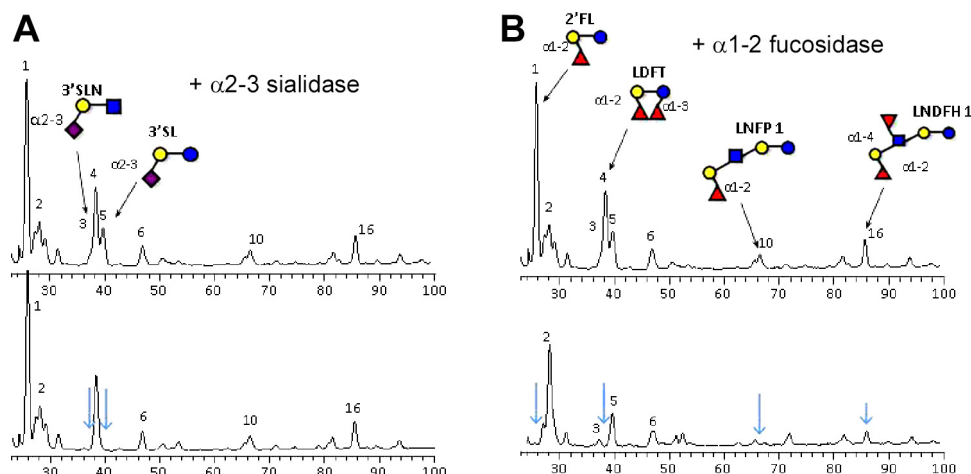 A
+ α2-3 sialidase
1
3'SLN
α2-3
3'SL
α2-3
2
3
4
5
6
10
16
30 40 50 60 70 80 90 100
1
2
6
10
16
30 40 50 60 70 80 90 100
B
+ α1-2 fucosidase
2'FL
α1-2
1
LDFT
α1-2
α1-3
LNFP 1
α1-2
LNDFH 1
α1-4
α1-2
2
3
4
5
6
10
16
30 40 50 60 70 80 90 100
2
3
5
6
30 40 50 60 70 80 90 100